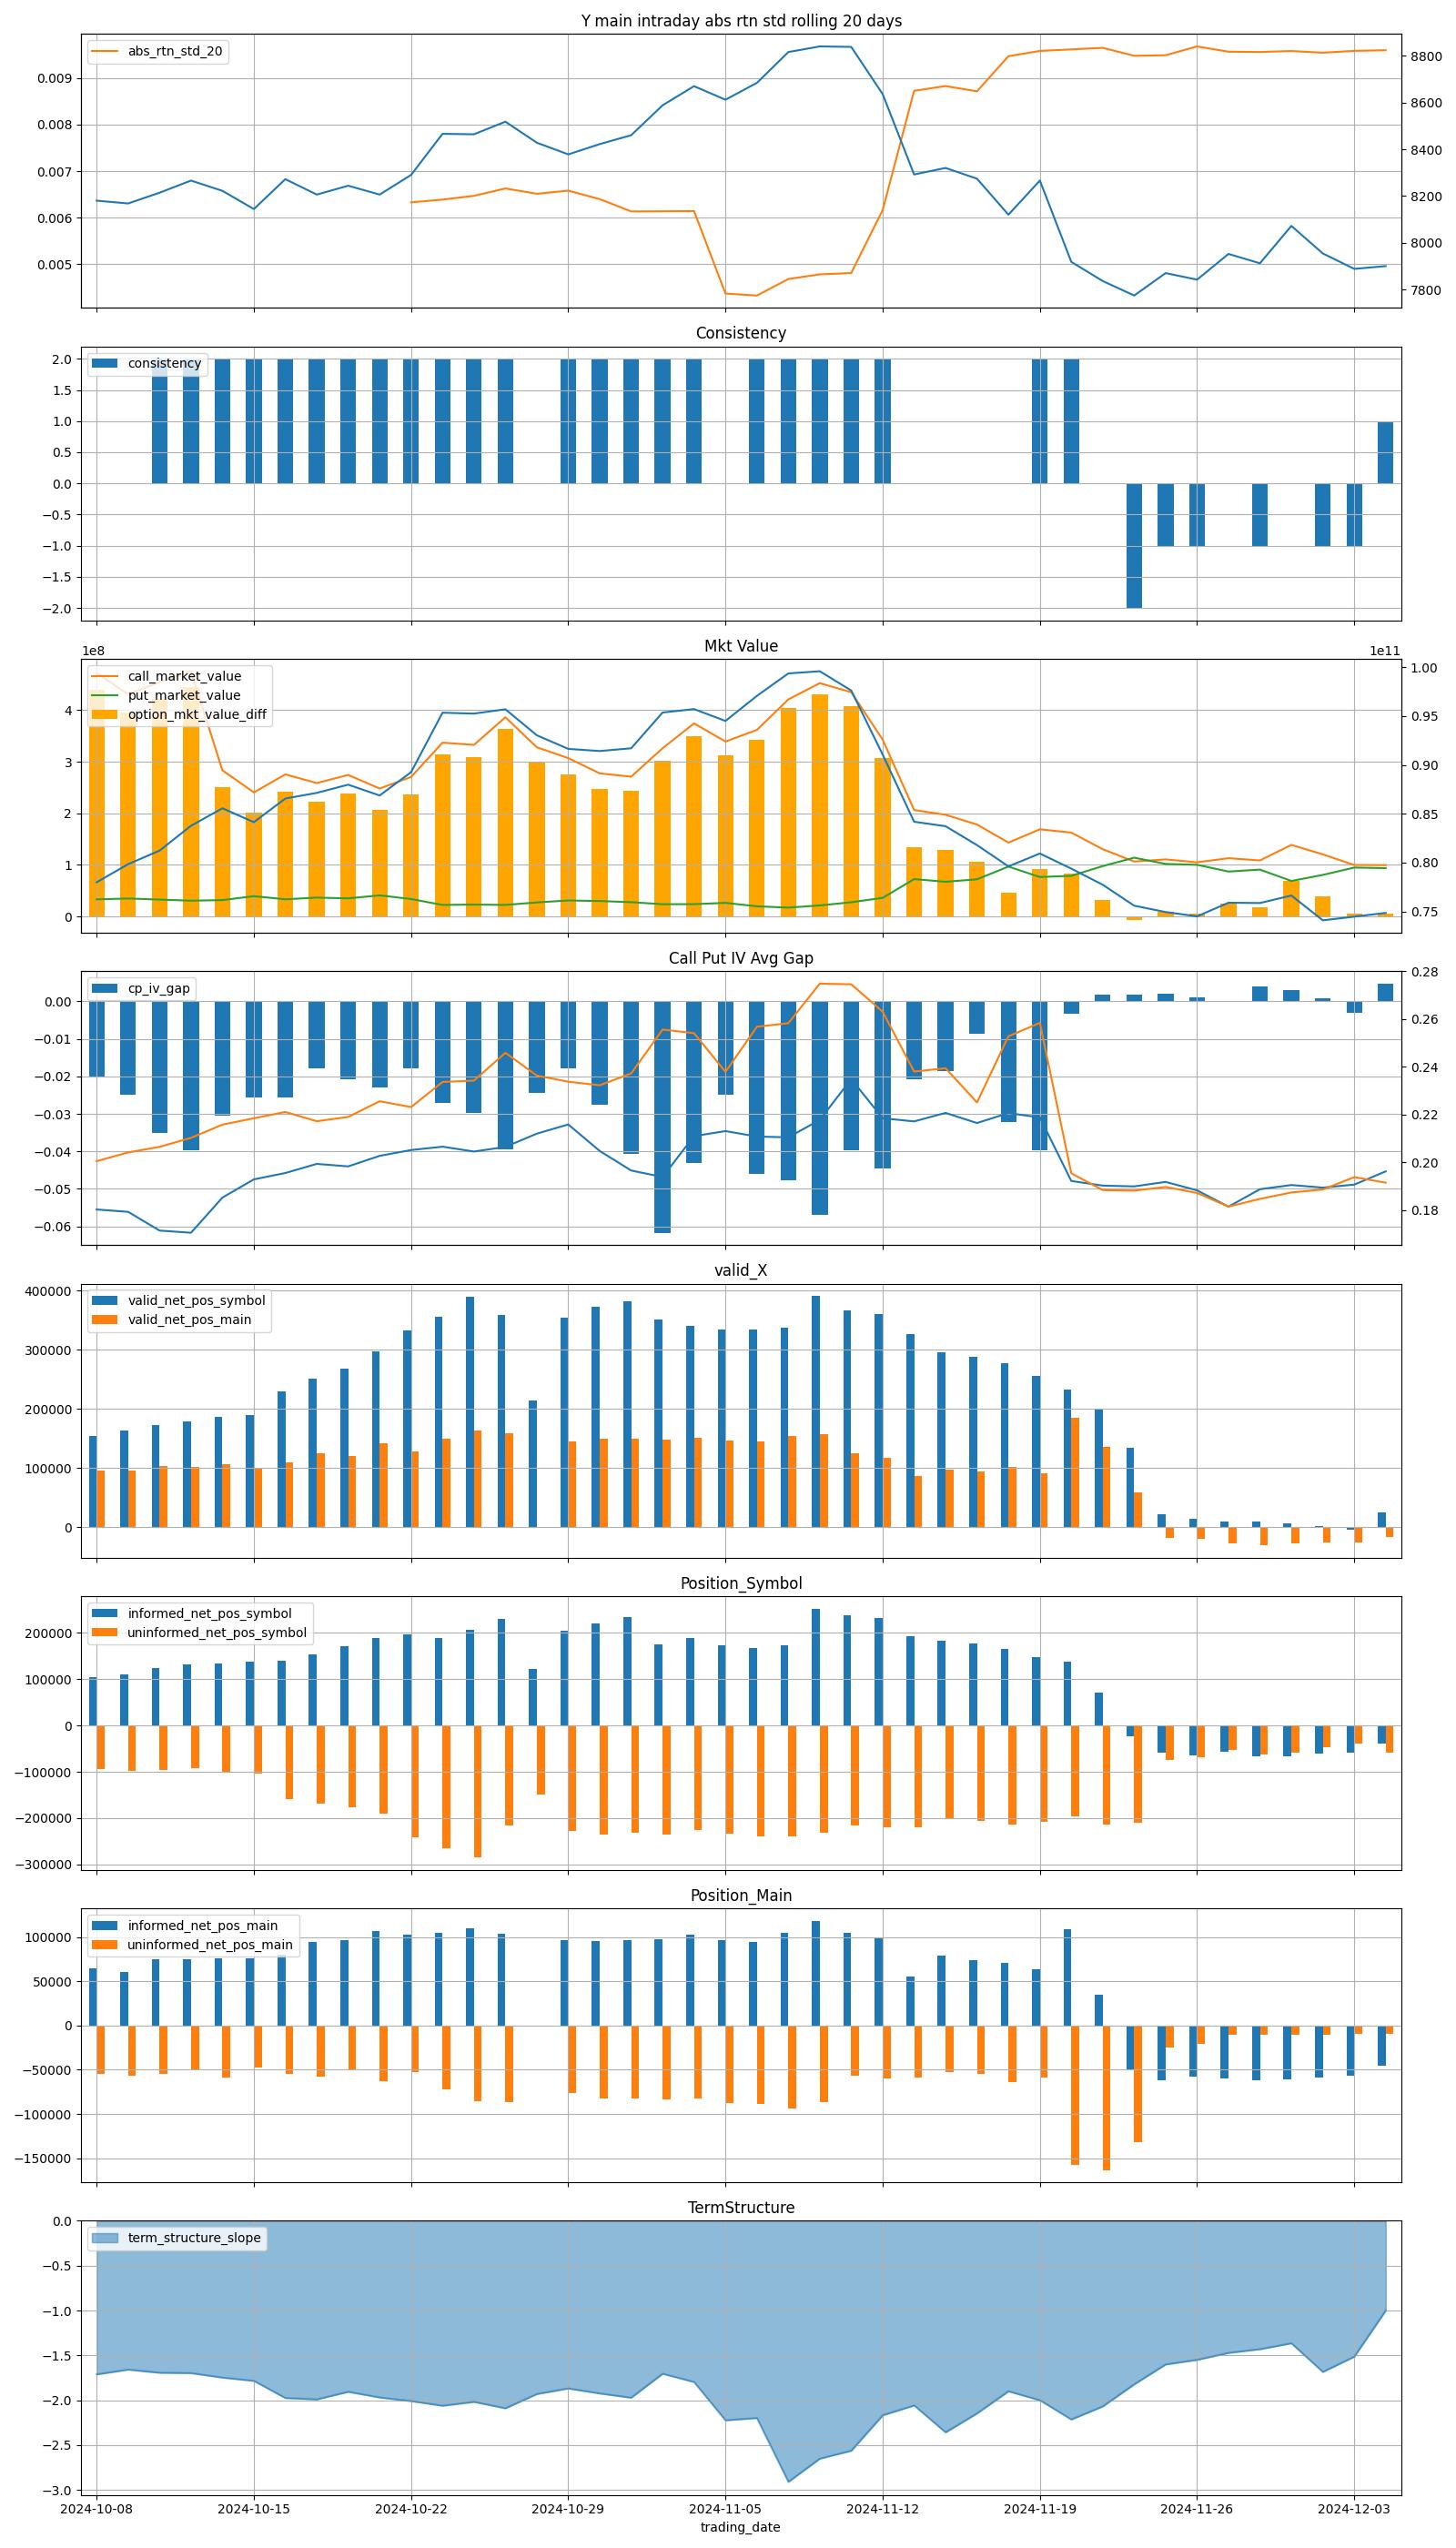 Y main intraday abs rtn std rolling 20 days
abs_rtn_std_20
0.009
0.008
0.007
0.006
0.005
8800
8600
8400
8200
8000
7800
Consistency
consistency
2.0
1.5
1.0
0.5
0.0
−0.5
−1.0
−1.5
−2.0
Mkt Value
1e8
1e11
call_market_value
put_market_value
option_mkt_value_diff
4
3
2
1
0
1.00
0.95
0.90
0.85
0.80
0.75
Call Put IV Avg Gap
cp_iv_gap
0.00
−0.01
−0.02
−0.03
−0.04
−0.05
−0.06
0.28
0.26
0.24
0.22
0.20
0.18
valid_X
valid_net_pos_symbol
valid_net_pos_main
400000
300000
200000
100000
0
Position_Symbol
informed_net_pos_symbol
uninformed_net_pos_symbol
200000
100000
0
−100000
−200000
−300000
Position_Main
informed_net_pos_main
uninformed_net_pos_main
100000
50000
0
−50000
−100000
−150000
TermStructure
term_structure_slope
0.0
−0.5
−1.0
−1.5
−2.0
−2.5
−3.0
2024-10-08 2024-10-15 2024-10-22 2024-10-29 2024-11-05 2024-11-12 2024-11-19 2024-11-26 2024-12-03
trading_date